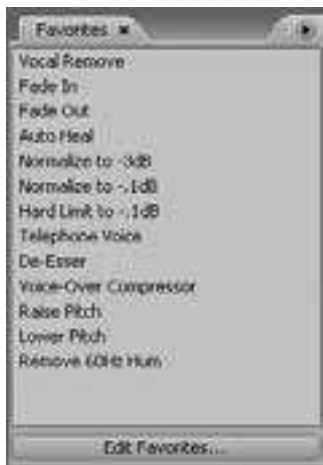 Favorites ×
Vocal Remove
Fade In
Fade Out
Auto Heal
Normalize to -3dB
Normalize to -.1dB
Hard Limit to -.1dB
Telephone Voice
De-Esser
Voice-Over Compressor
Raise Pitch
Lower Pitch
Remove 60Hz Hum
Edit Favorites...